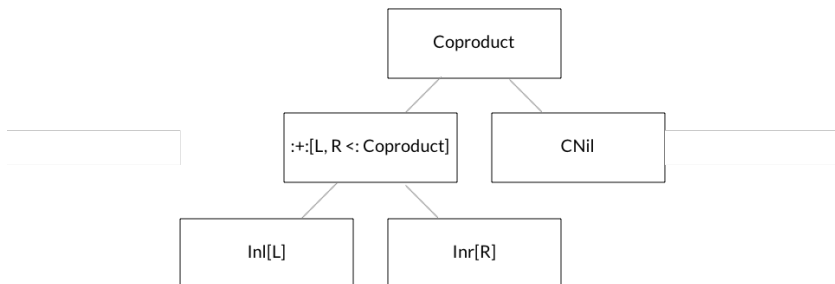 Coproduct
:+:[L, R <: Coproduct]
CNil
Inl[L]
Inr[R]